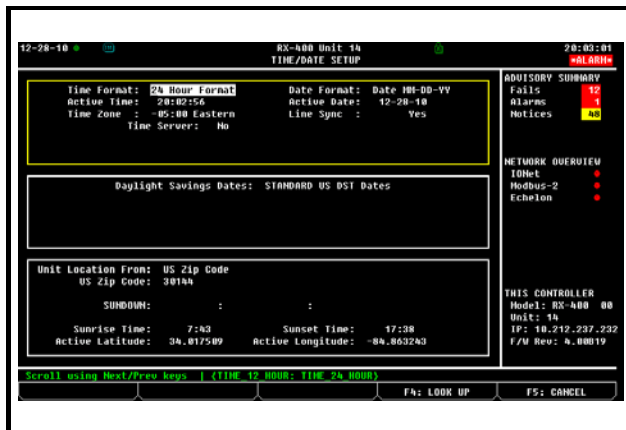 12-28-10 RX-400 Unit 14 20:03:01
TIME/DATE SETUP *ALARM*
Time Format: 24 Hour Format Date Format: Date MM-DD-YY
Active Time: 20:02:56 Active Date: 12-28-10
Time Zone : -05:00 Eastern Line Sync : Yes
Time Server: No
Daylight Savings Dates: STANDARD US DST Dates
Unit Location From: US Zip Code
US Zip Code: 30144
SUNDOWN: : :
Sunrise Time: 7:43 Sunset Time: 17:38
Active Latitude: 34.017509 Active Longitude: -84.863243
ADVISORY SUMMARY
Fails 12
Alarms 1
Notices 48
NETWORK OVERVIEW
IONet
Modbus-2
Echelon
THIS CONTROLLER
Model: RX-400 00
Unit: 14
IP: 10.212.237.232
F/W Rev: 4.00B19
Scroll using Next/Prev keys | (TIME_12_HOUR: TIME_24_HOUR)
F4: LOOK UP F5: CANCEL